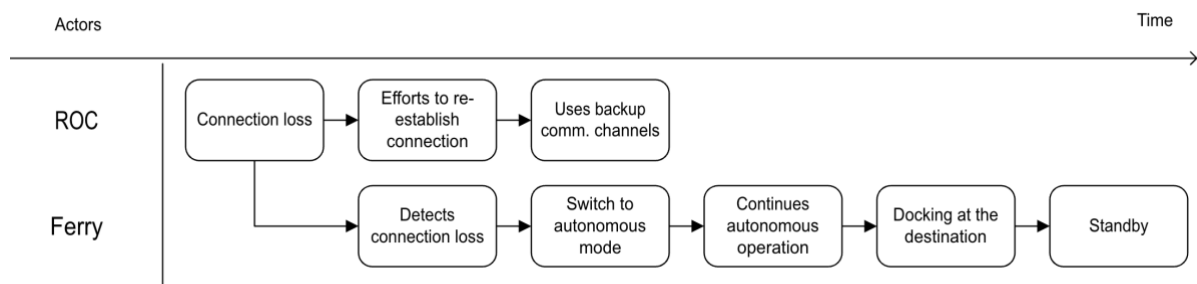 Actors
Time
ROC
Connection loss
Efforts to re-
establish
connection
Uses backup
comm. channels
Ferry
Detects
connection loss
Switch to
autonomous
mode
Continues
autonomous
operation
Docking at the
destination
Standby